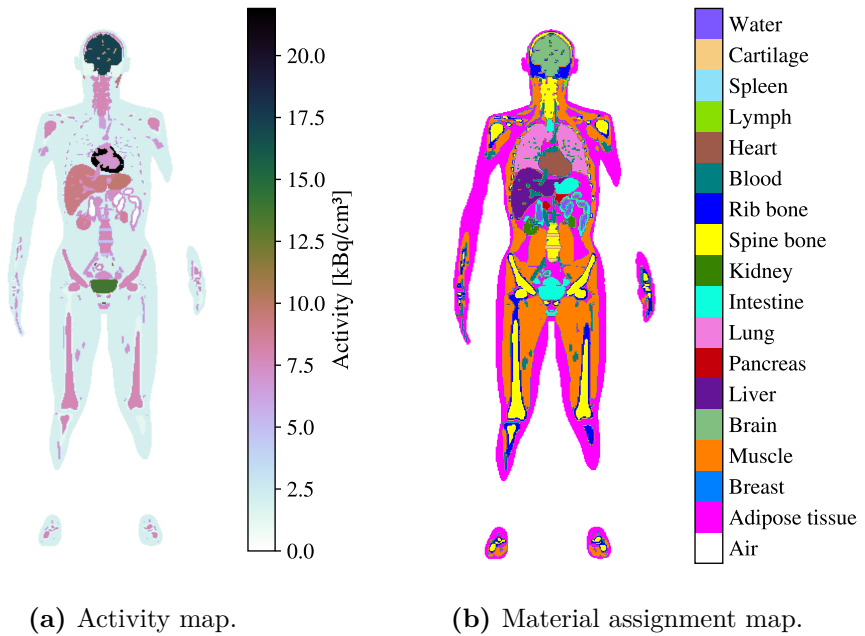 20.0
17.5
15.0
12.5
10.0
7.5
5.0
2.5
0.0
Activity [kBq/cm³]
Water
Cartilage
Spleen
Lymph
Heart
Blood
Rib bone
Spine bone
Kidney
Intestine
Lung
Pancreas
Liver
Brain
Muscle
Breast
Adipose tissue
Air
(a) Activity map.
(b) Material assignment map.